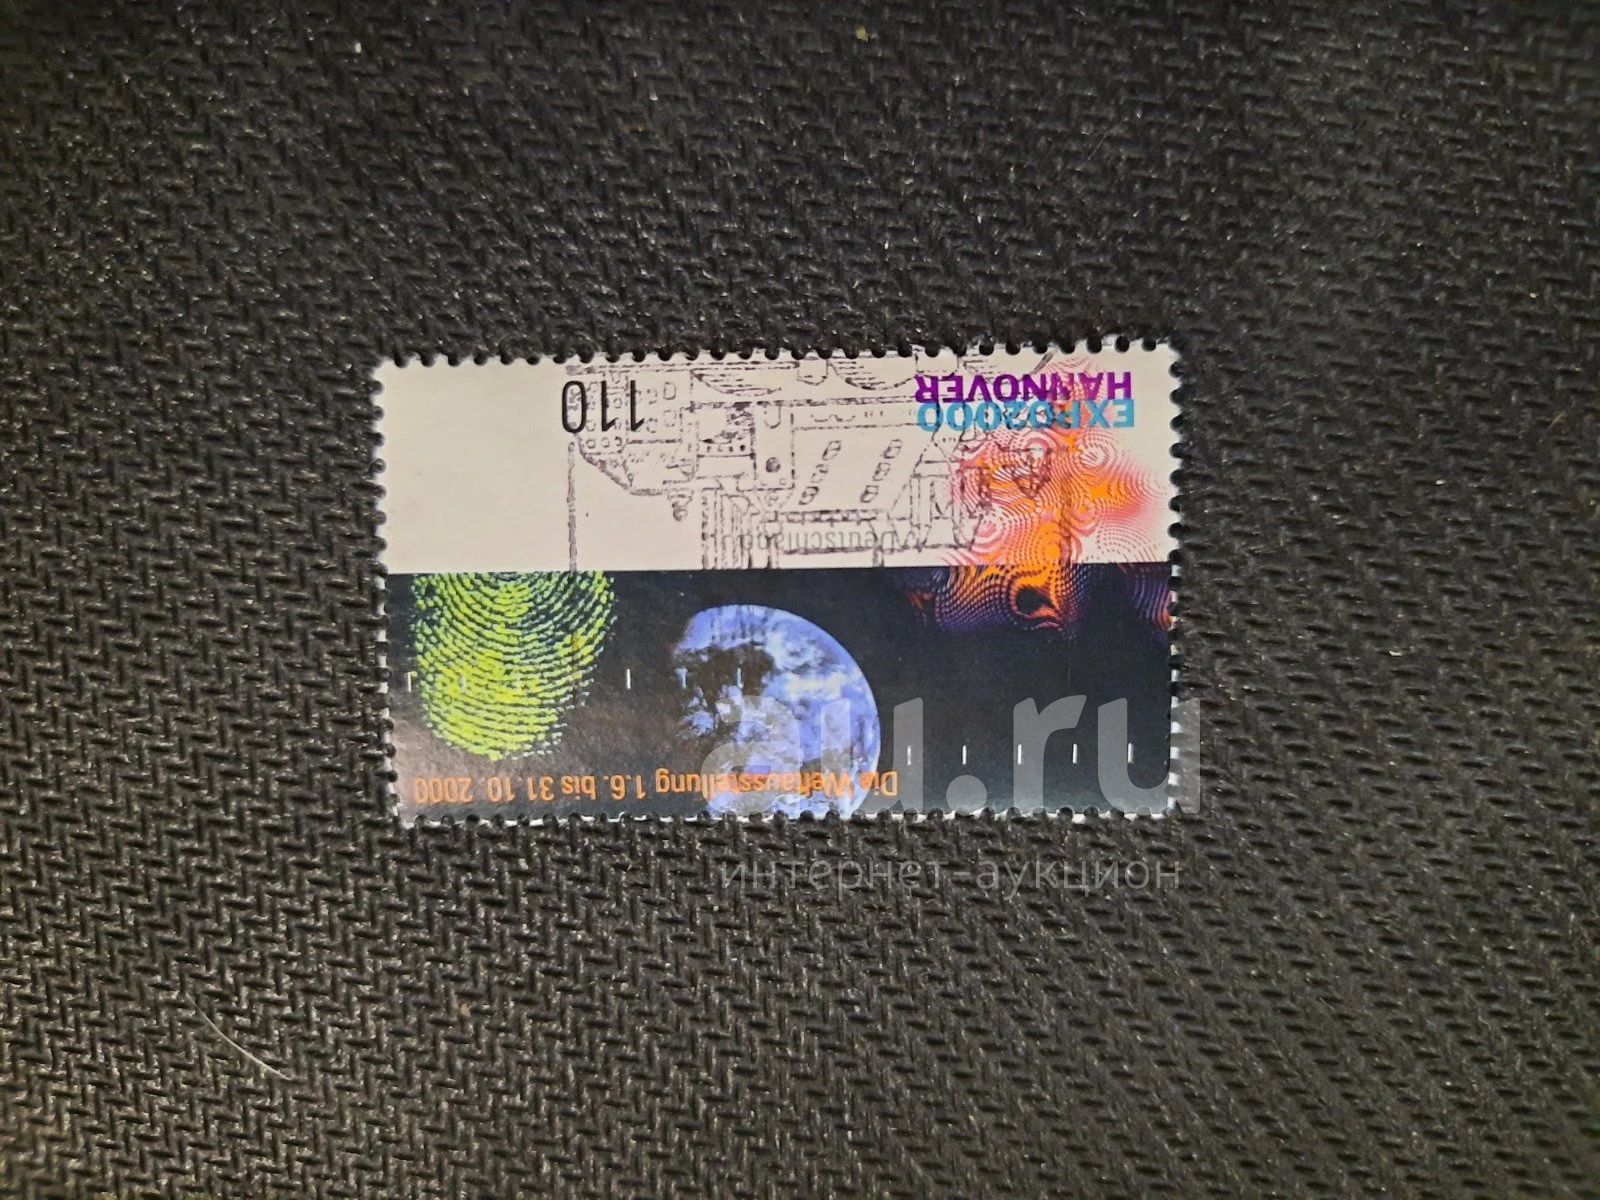 Die Weltausstellung 1.6. bis 31.10.2000
Deutschland
EXPO2000
HANNOVER
110
au.ru
интернет-аукцион